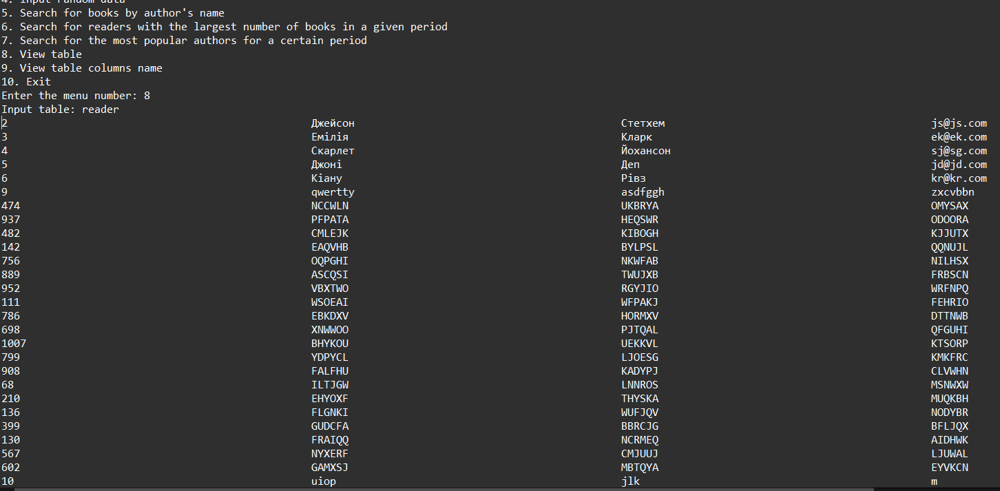 4. Input random data
5. Search for books by author's name
6. Search for readers with the largest number of books in a given period
7. Search for the most popular authors for a certain period
8. View table
9. View table columns name
10. Exit
Enter the menu number: 8
Input table: reader
2 Джейсон Стетхем js@js.com
3 Емілія Кларк ek@ek.com
4 Скарлет Йохансон sj@sg.com
5 Джоні Деп jd@jd.com
6 Кіану Рівз kr@kr.com
9 qwertty asdfggh zxcvbbn
474 NCCWLN UKBRYA OMYSAX
937 PFPATA HEQSWR ODOORA
482 CMLEJK KIBOGH KJJUTX
142 EAQVHB BYLPSL QQNUJL
756 OQPGHI NKWFAB NILHSX
889 ASCQSI TWUJXB FRBSCN
952 VBXTWO RGYJIO WRFNPQ
111 WSOEAI WFPAKJ FEHRIO
786 EBKDXV HORMXV DTTNWB
698 XNWWOO PJTQAL QFGUHI
1007 BHYKOU UEKKVL KTSORP
799 YDPYCL LJOESG KMKFRC
908 FALFHU KADYPJ CLVWHN
68 ILTJGW LNNROS MSNWXW
210 EHYOXF THYSKA MUQKBH
136 FLGNKI WUFJQV NODYBR
399 GUDCFA BBRCJG BFLJQX
130 FRAIQQ NCRMEQ AIDHWK
567 NYXERF CMJUUJ LJUWAL
602 GAMXSJ MBTQYA EYVKCN
10 uiop jlk m